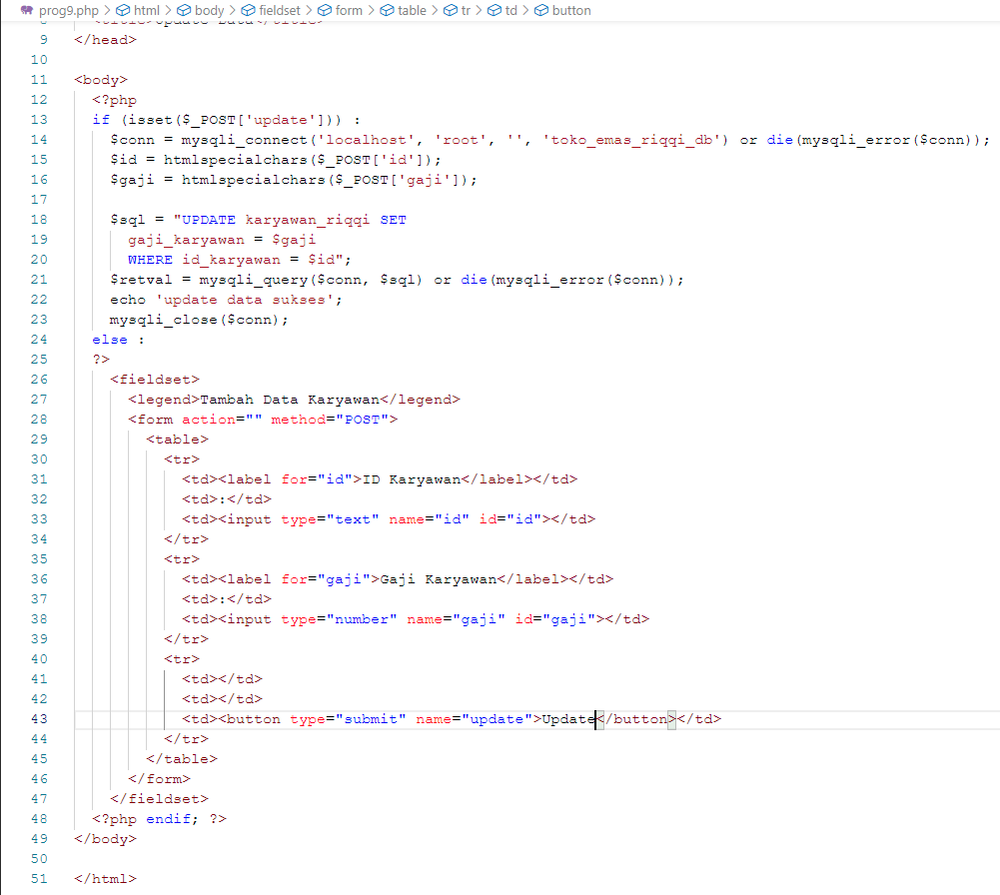 prog9.php > html > body > fieldset > form > table > tr > td > button
8 <title>Update Data</title>
9 </head>
10
11 <body>
12 <?php
13 if (isset($_POST['update'])) :
14 $conn = mysqli_connect('localhost', 'root', '', 'toko_emas_riqqi_db') or die(mysqli_error($conn));
15 $id = htmlspecialchars($_POST['id']);
16 $gaji = htmlspecialchars($_POST['gaji']);
17
18 $sql = "UPDATE karyawan_riqqi SET
19 gaji_karyawan = $gaji
20 WHERE id_karyawan = $id";
21 $retval = mysqli_query($conn, $sql) or die(mysqli_error($conn));
22 echo 'update data sukses';
23 mysqli_close($conn);
24 else :
25 ?>
26 <fieldset>
27 <legend>Tambah Data Karyawan</legend>
28 <form action="" method="POST">
29 <table>
30 <tr>
31 <td><label for="id">ID Karyawan</label></td>
32 <td>:</td>
33 <td><input type="text" name="id" id="id"></td>
34 </tr>
35 <tr>
36 <td><label for="gaji">Gaji Karyawan</label></td>
37 <td>:</td>
38 <td><input type="number" name="gaji" id="gaji"></td>
39 </tr>
40 <tr>
41 <td></td>
42 <td></td>
43 <td><button type="submit" name="update">Update</button></td>
44 </tr>
45 </table>
46 </form>
47 </fieldset>
48 <?php endif; ?>
49 </body>
50
51 </html>